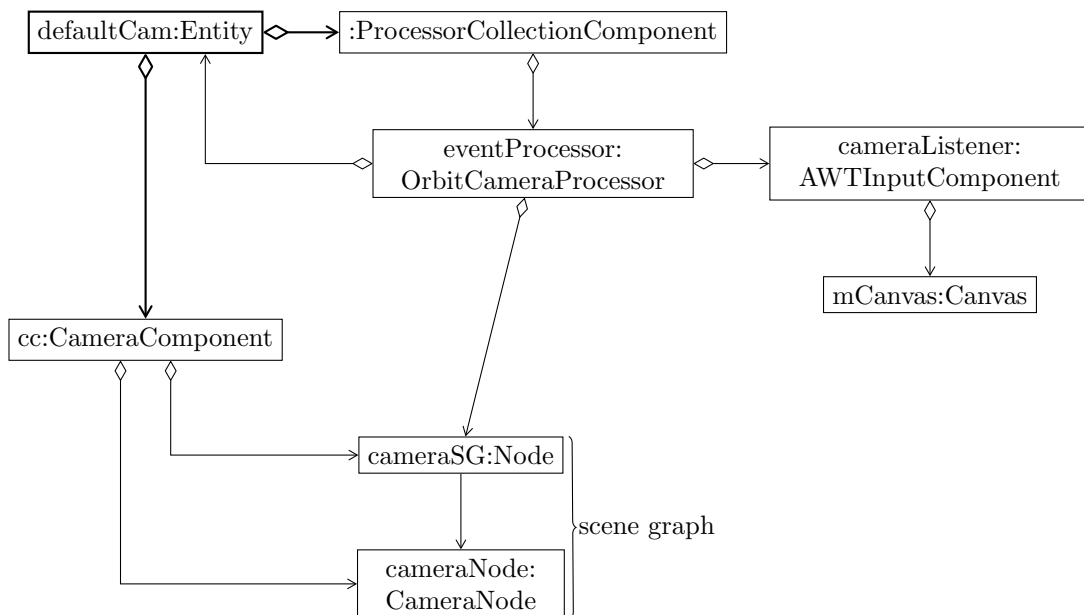 defaultCam:Entity
:ProcessorCollectionComponent
eventProcessor:
OrbitCameraProcessor
cameraListener:
AWTInputComponent
mCanvas:Canvas
cc:CameraComponent
cameraSG:Node
scene graph
cameraNode:
CameraNode